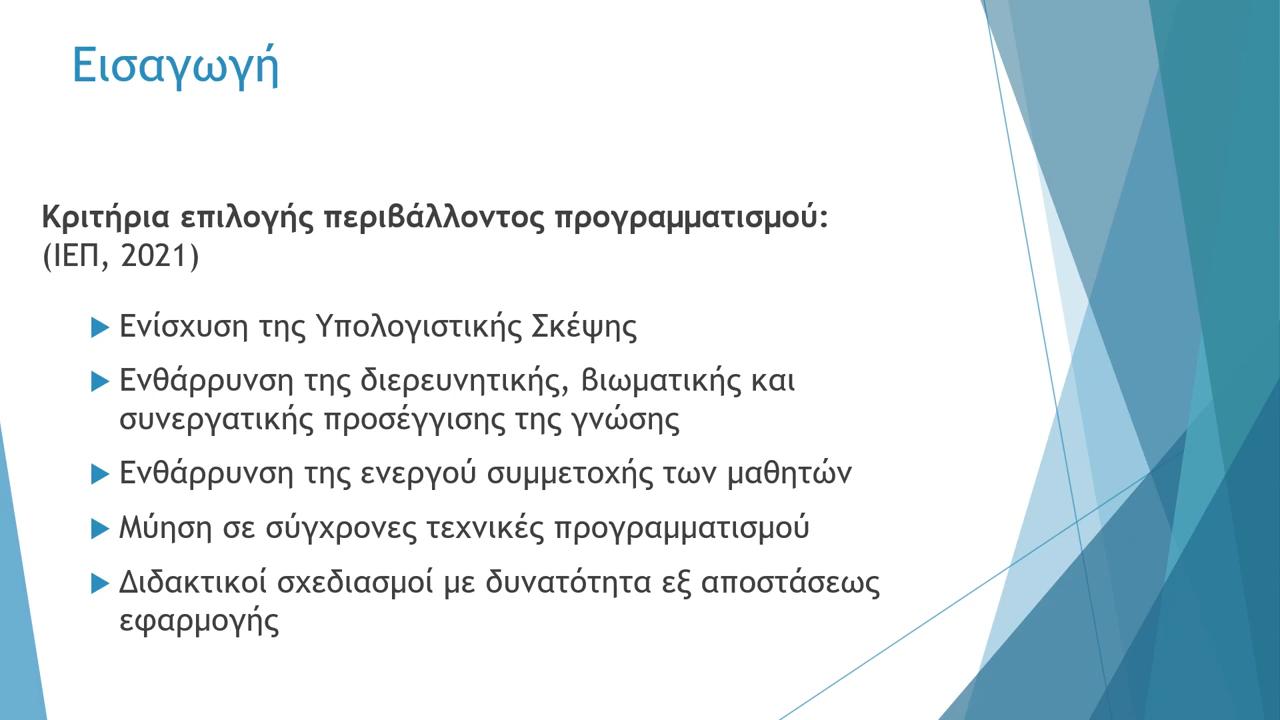 Εισαγωγή
Κριτήρια επιλογής περιβάλλοντος προγραμματισμού:
(ΙΕΠ, 2021)
Ενίσχυση της Υπολογιστικής Σκέψης
Ενθάρρυνση της διερευνητικής, βιωματικής και
συνεργατικής προσέγγισης της γνώσης
Ενθάρρυνση της ενεργού συμμετοχής των μαθητών
Μύηση σε σύγχρονες τεχνικές προγραμματισμού
Διδακτικοί σχεδιασμοί με δυνατότητα εξ αποστάσεως
εφαρμογής